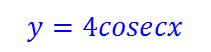 y = 4cosecx